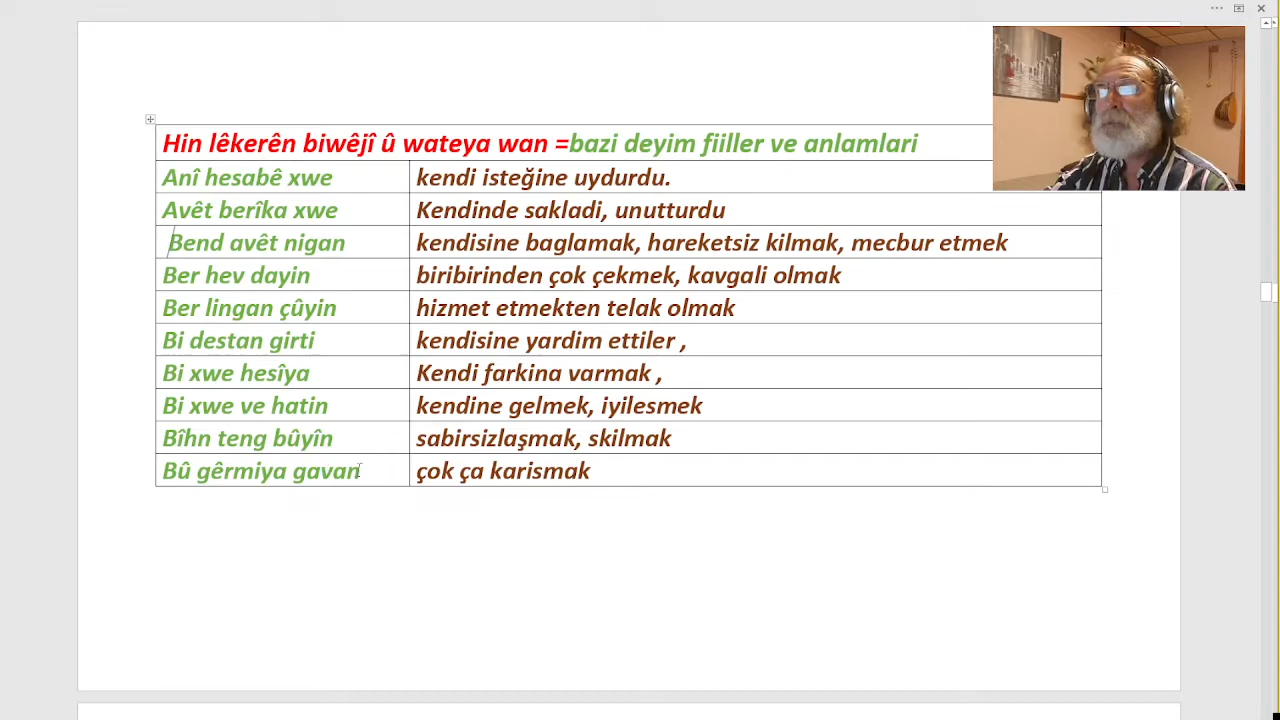 Hin lêkerên biwêjî û wateya wan =bazi deyim fiiller ve anlamlari
Anî hesabê xwe kendi isteğine uydurdu.
Avêt berîka xwe Kendinde sakladi, unutturdu
Bend avêt nigan kendisine baglamak, hareketsiz kilmak, mecbur etmek
Ber hev dayin biribirinden çok çekmek, kavgali olmak
Ber lingan çûyin hizmet etmekten telak olmak
Bi destan girti kendisine yardim ettiler ,
Bi xwe hesîya Kendi farkina varmak ,
Bi xwe ve hatin kendine gelmek, iyilesmek
Bîhn teng bûyîn sabirsizlaşmak, skilmak
Bû gêrmiya gavan çok ça karismak